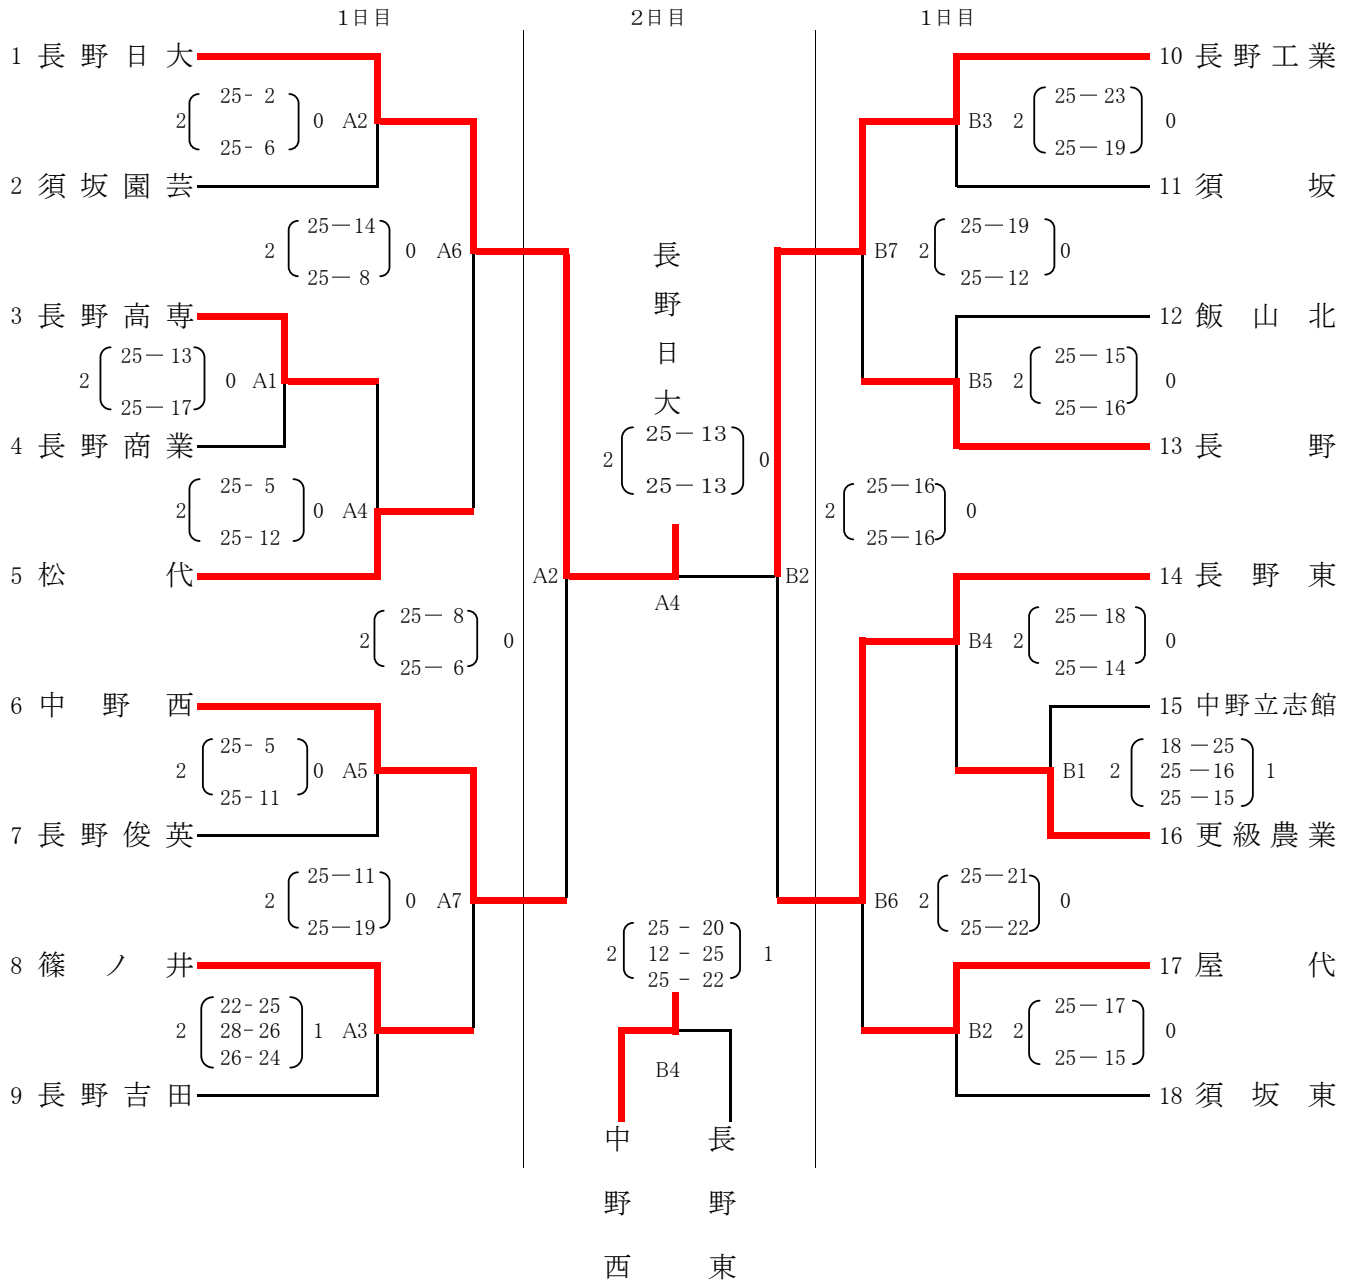 1日目
2日目
1日目
1 長野日大
25- 2
2 0 A2
25- 6
2 須坂園芸
25－14
2 0 A6
25－ 8
3 長野高専
25－ 13
2 0 A1
25－ 17
4 長野商業
25- 5
2 0 A4
25- 12
5 松代
25－ 8
2 0
25－ 6
6 中野西
25- 5
2 0 A5
25- 11
7 長野俊英
25－11
2 0 A7
25－19
8 篠ノ井
22- 25
2 28- 26 1 A3
26- 24
9 長野吉田
長野日大
25－13
2 0
25－13
A2
A4
B2
25 - 20
2 12 - 25 1
25 - 22
B4
中野西
長野東
10 長野工業
25－ 23
B3 2 0
25－ 19
11 須坂
25－19
B7 2 0
25－12
12 飯山北
25－ 15
B5 2 0
25－ 16
13 長野
25－16
2 0
25－16
14 長野東
25－ 18
B4 2 0
25－ 14
15 中野立志館
18 －25
B1 2 25 －16 1
25 －15
16 更級農業
25－21
B6 2 0
25－22
17 屋代
25－ 17
B2 2 0
25－ 15
18 須坂東